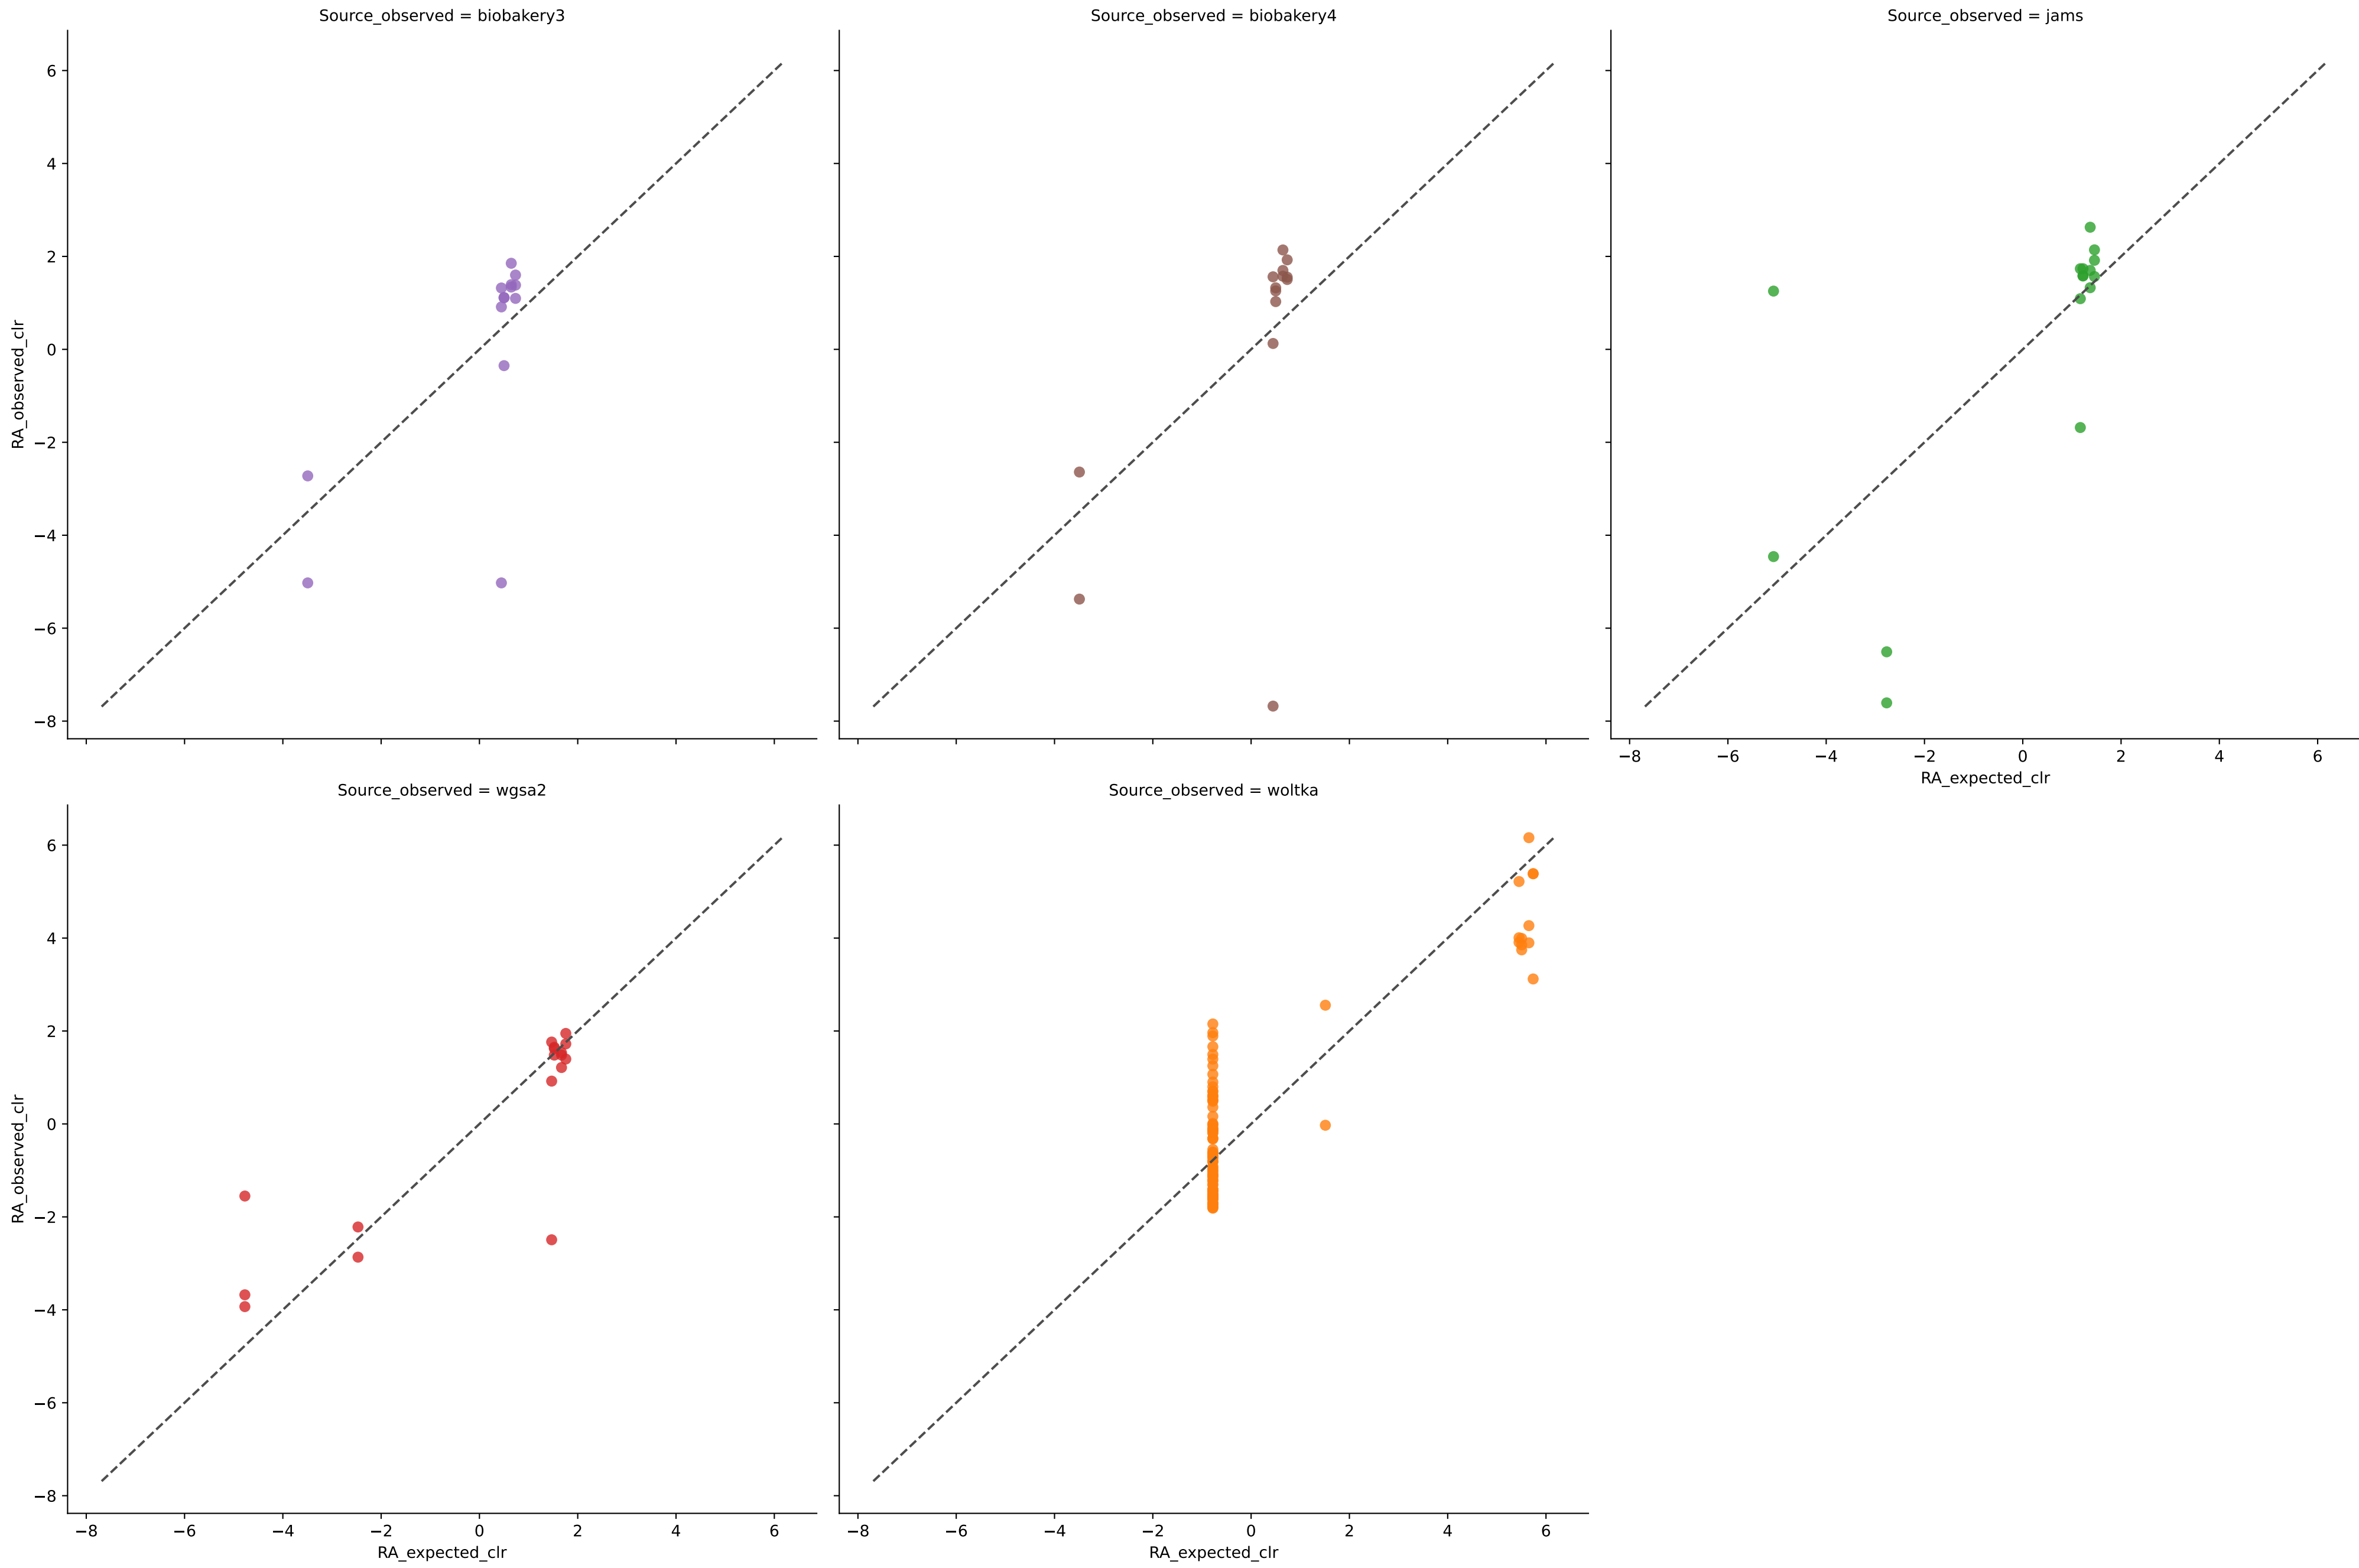 Source_observed = biobakery3
Source_observed = biobakery4
Source_observed = jams
6
4
2
0
−2
−4
−6
−8
RA_observed_clr
−8 −6 −4 −2 0 2 4 6
RA_expected_clr
Source_observed = wgsa2
Source_observed = woltka
6
4
2
0
−2
−4
−6
−8
RA_observed_clr
−8 −6 −4 −2 0 2 4 6
RA_expected_clr
−8 −6 −4 −2 0 2 4 6
RA_expected_clr